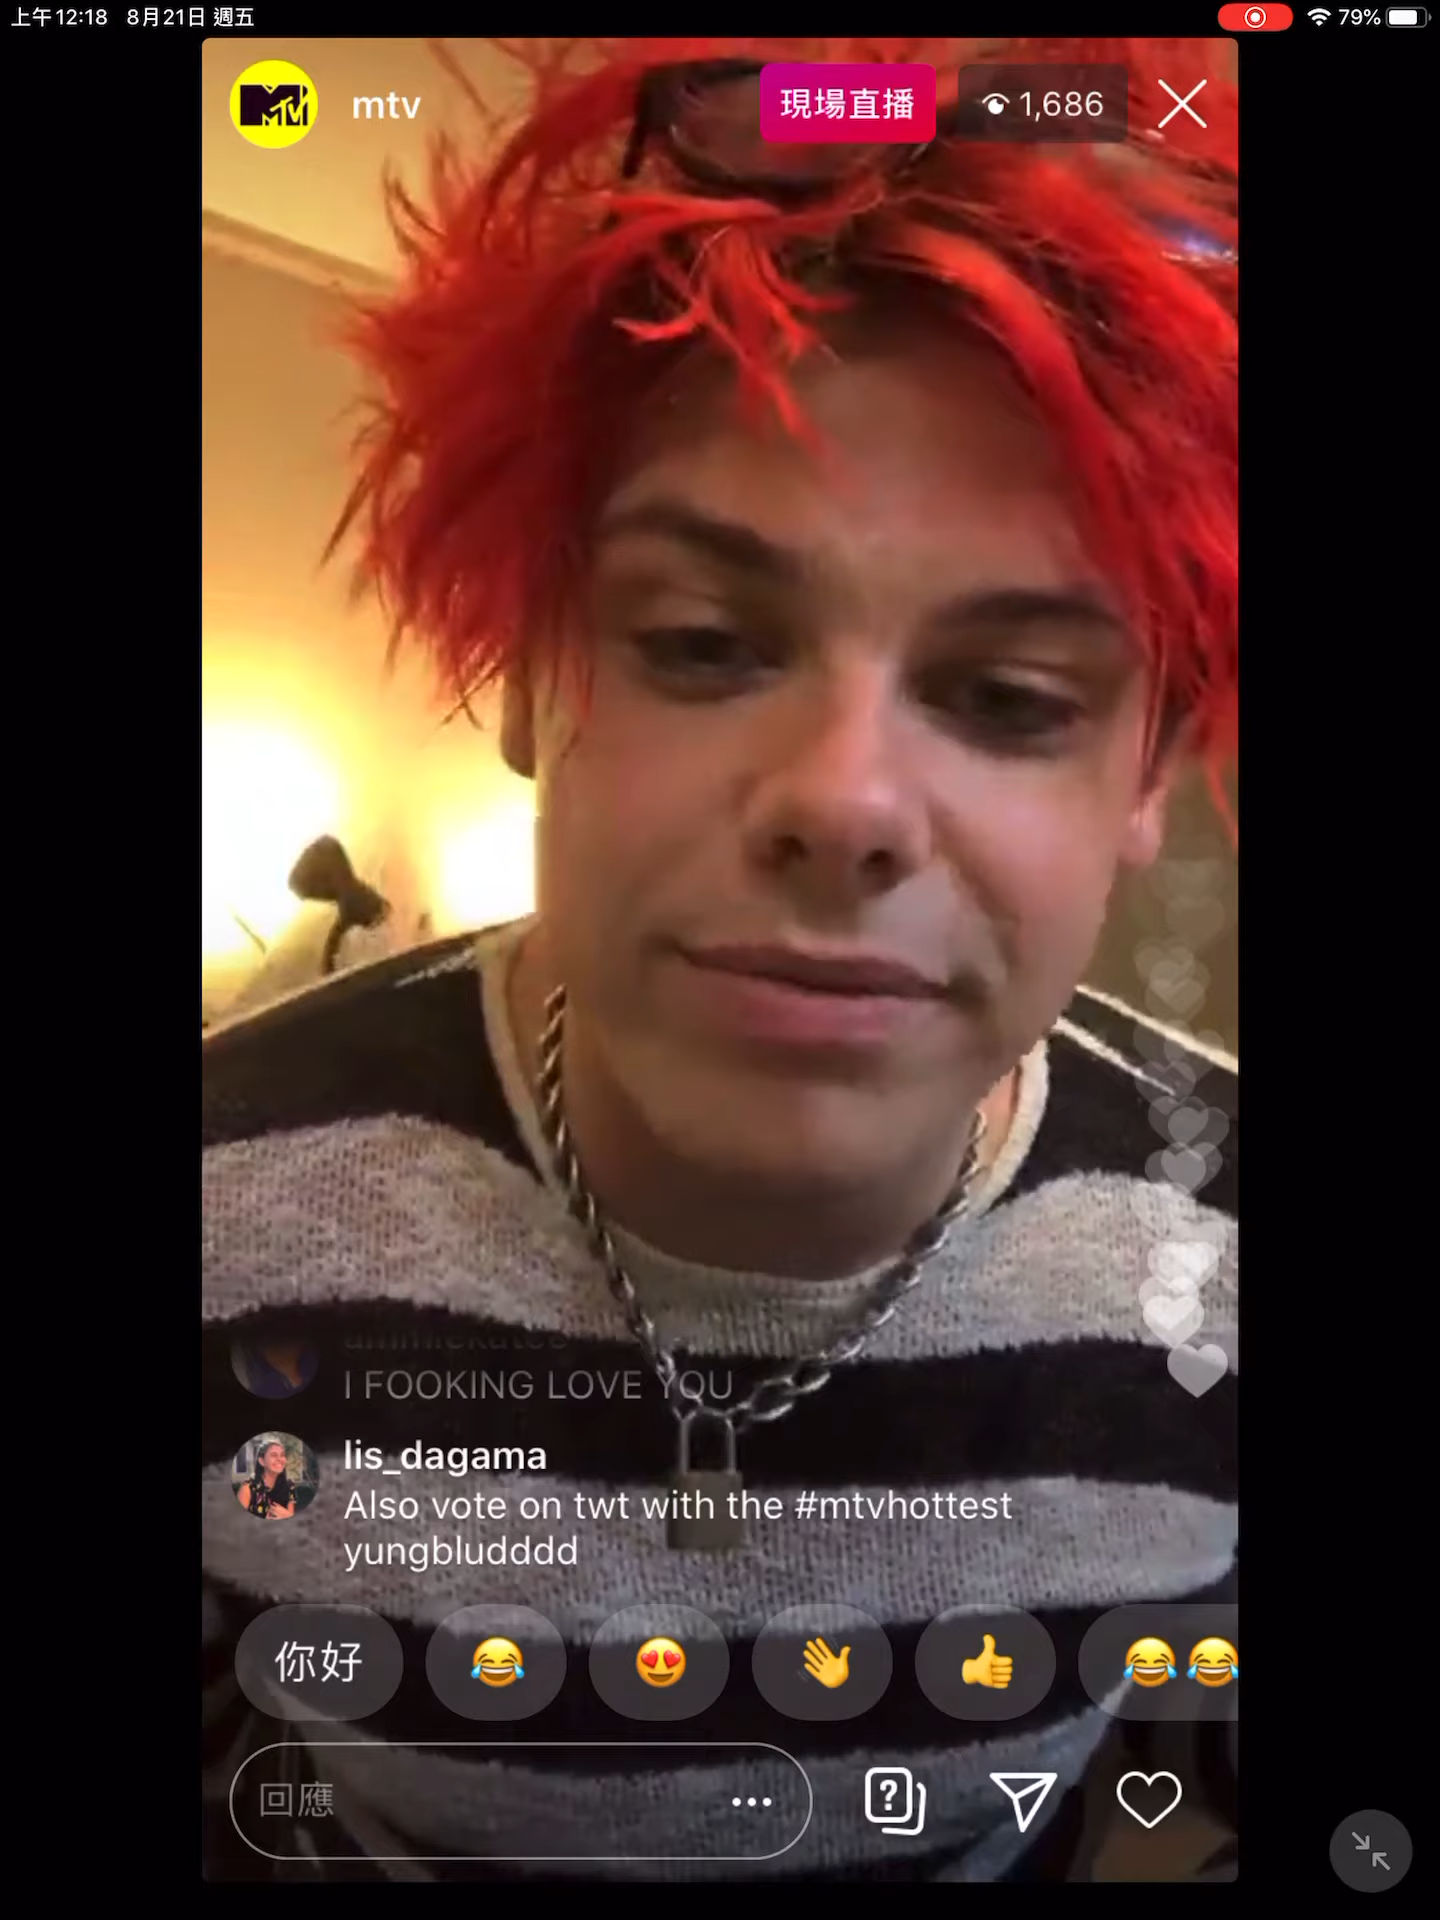 上午12:18 8月21日 週五 79%
mtv 現場直播 1,686
I FOOKING LOVE YOU
lis_dagama
Also vote on twt with the #mtvhottest
yungbludddd
你好
回應